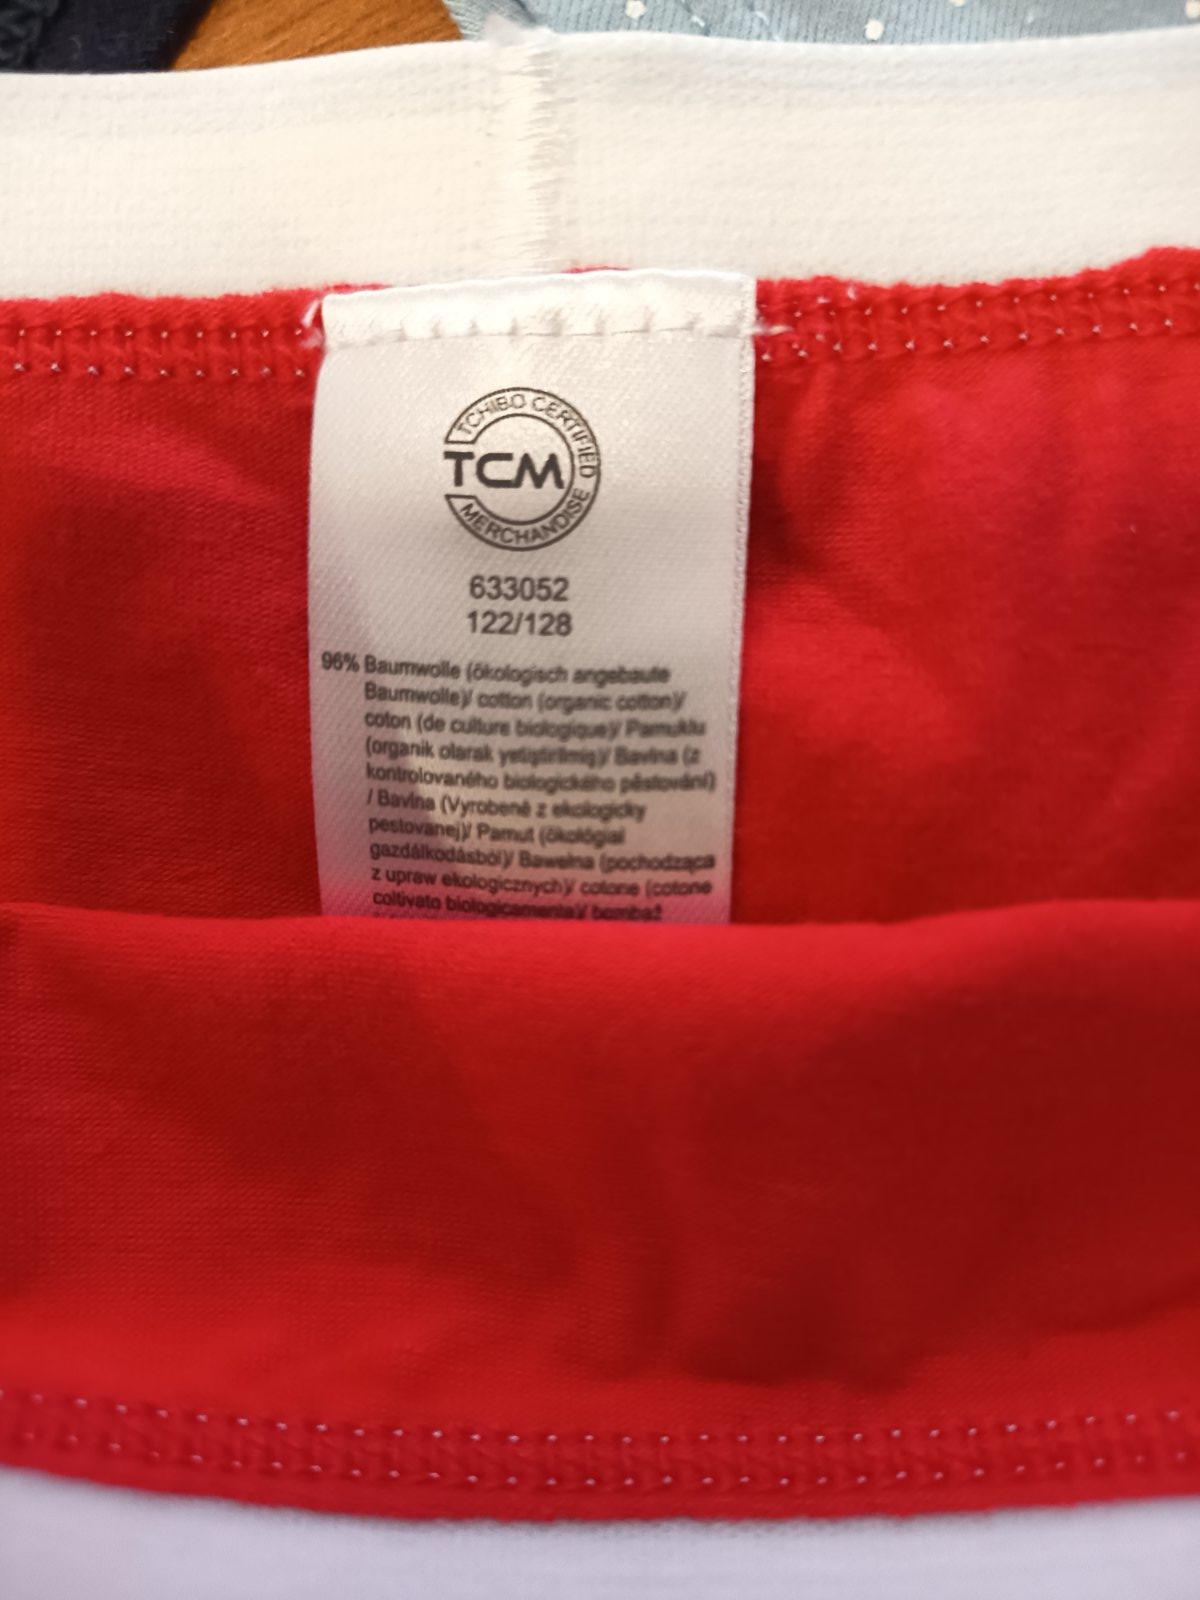 TCHIBO CERTIFIED
TCM
MERCHANDISE
633052
122/128
96% Baumwolle (ökologisch angebaute
Baumwolle)/ cotton (organic cotton)/
coton (de culture biologique)/ Pamuklu
(organik olarak yetiştirilmiş)/ Bavlna (z
kontrolovaného biologického pěstování)
/ Bavlna (Vyrobené z ekologicky
pestovanej)/ Pamut (ökológiai
gazdálkodásból)/ Bawełna (pochodząca
z upraw ekologicznych)/ cotone (cotone
coltivato biologicamente)/ bombaž